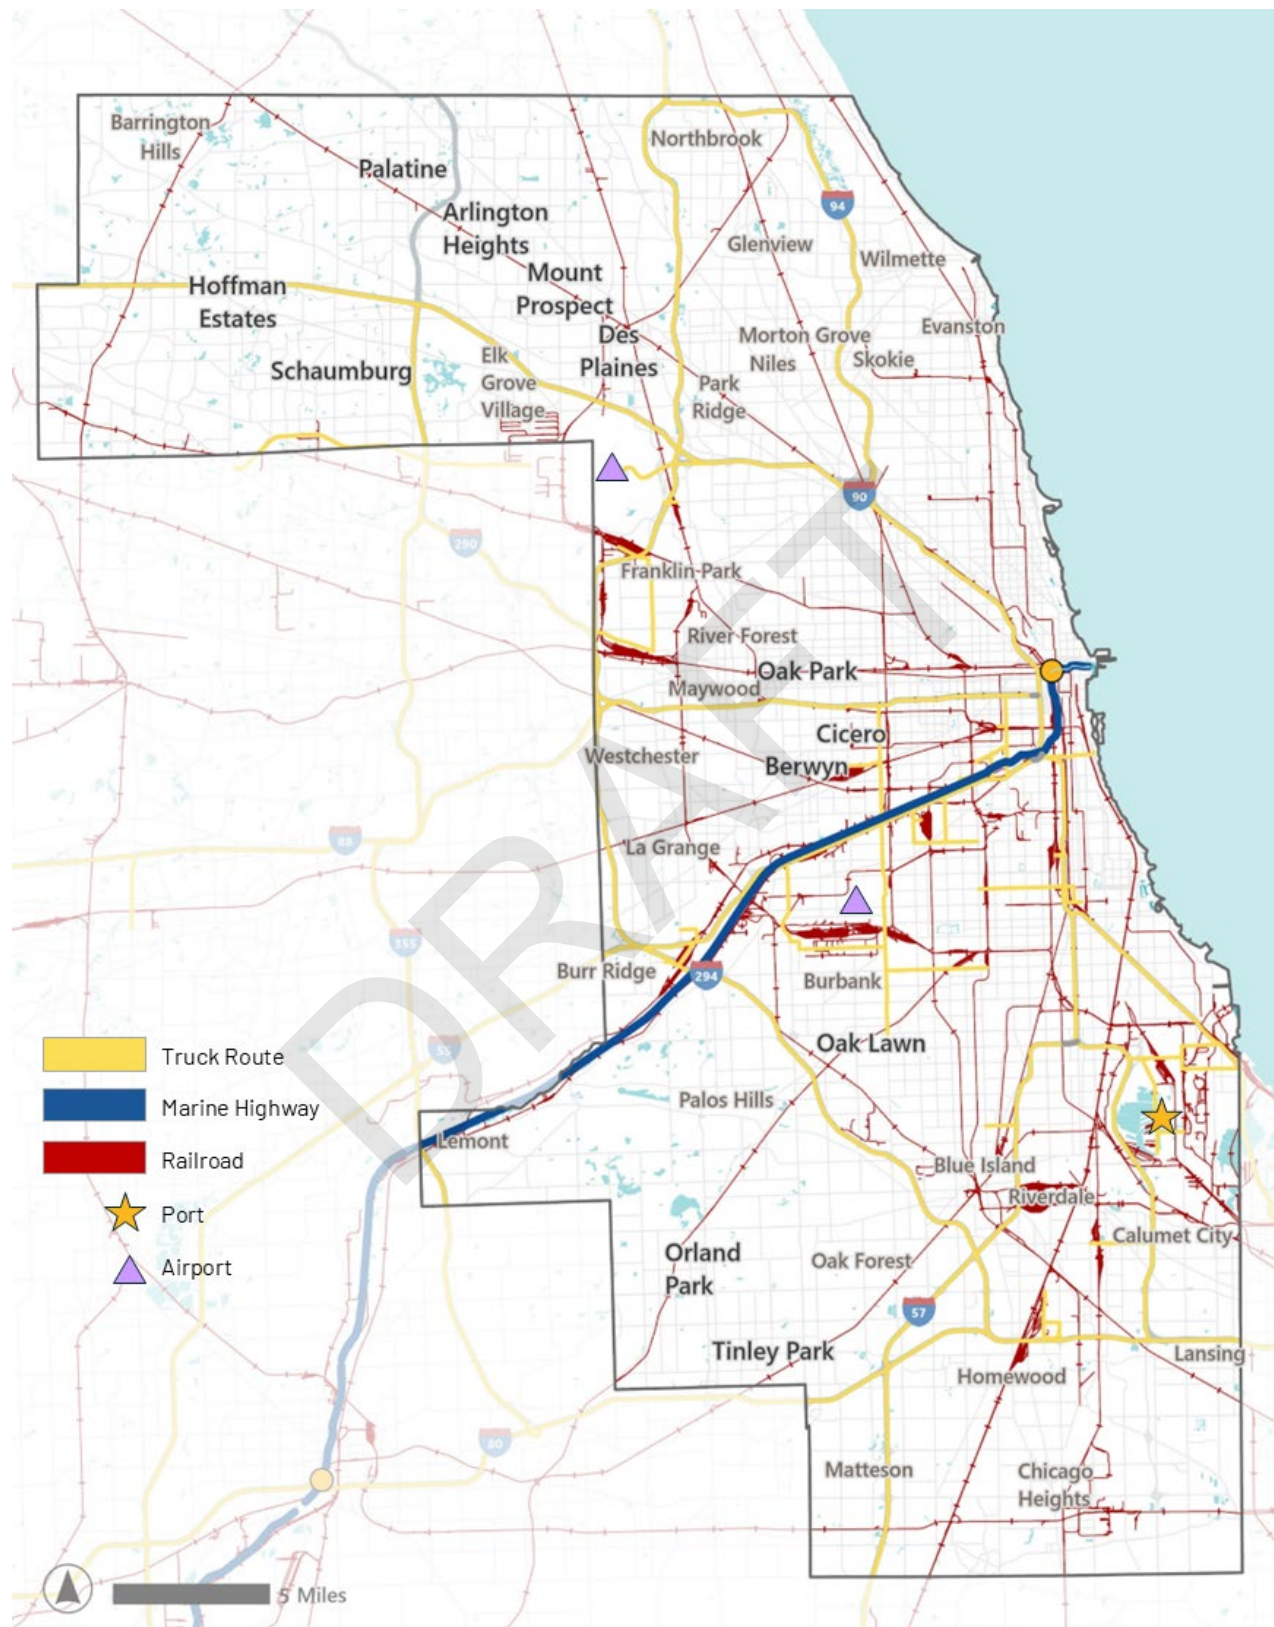 Barrington
Hills
Northbrook
Palatine
94
Arlington
Heights
Glenview
Wilmette
Mount
Prospect
Hoffman
Estates
Evanston
Des
Plaines
Morton Grove
Niles
Skokie
Elk
Grove
Village
Schaumburg
Park
Ridge
90
290
Franklin Park
River Forest
Oak Park
Maywood
Cicero
Westchester
Berwyn
88
La Grange
DRAFT
355
Burr Ridge
294
Burbank
55
Oak Lawn
Truck Route
Marine Highway
Railroad
Port
Airport
Palos Hills
Lemont
Blue Island
Riverdale
Calumet City
Orland
Park
Oak Forest
57
Tinley Park
Lansing
Homewood
80
Matteson
Chicago
Heights
5 Miles